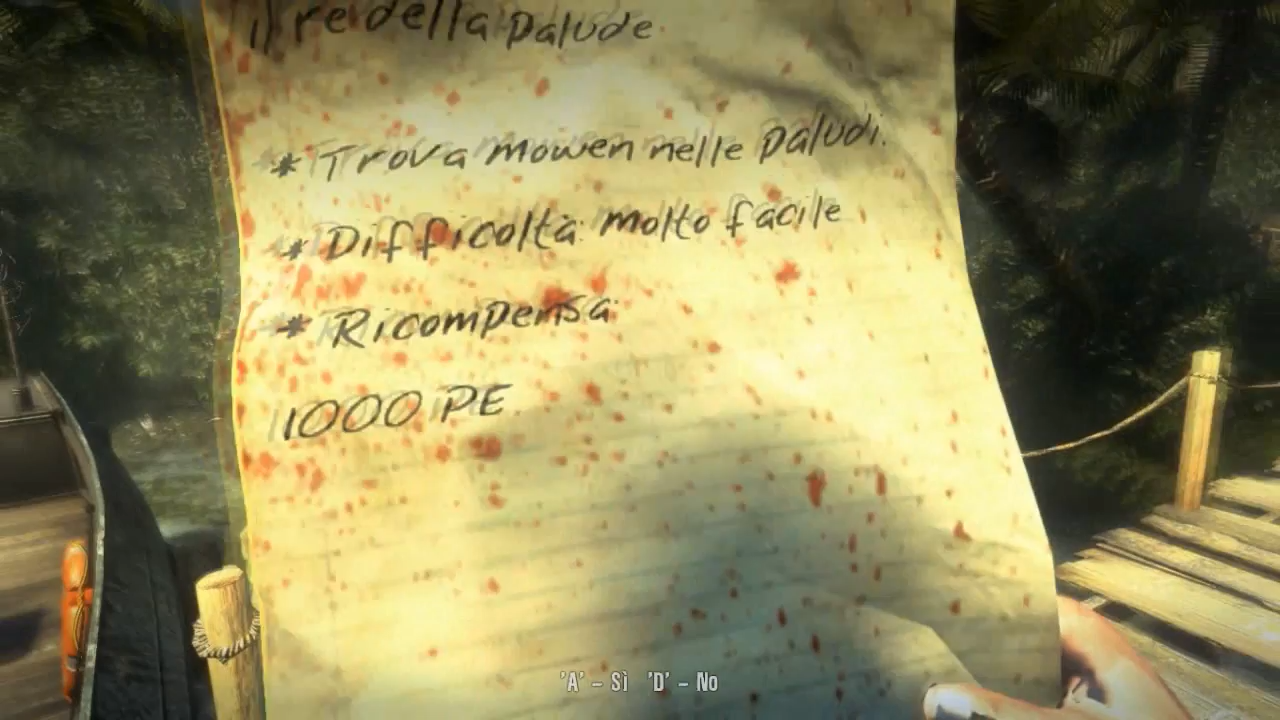 il re della palude
* Trova mowen nelle paludi.
* Difficoltà: molto facile
* Ricompensa:
1000 PE
'A' - Sì 'D' - No